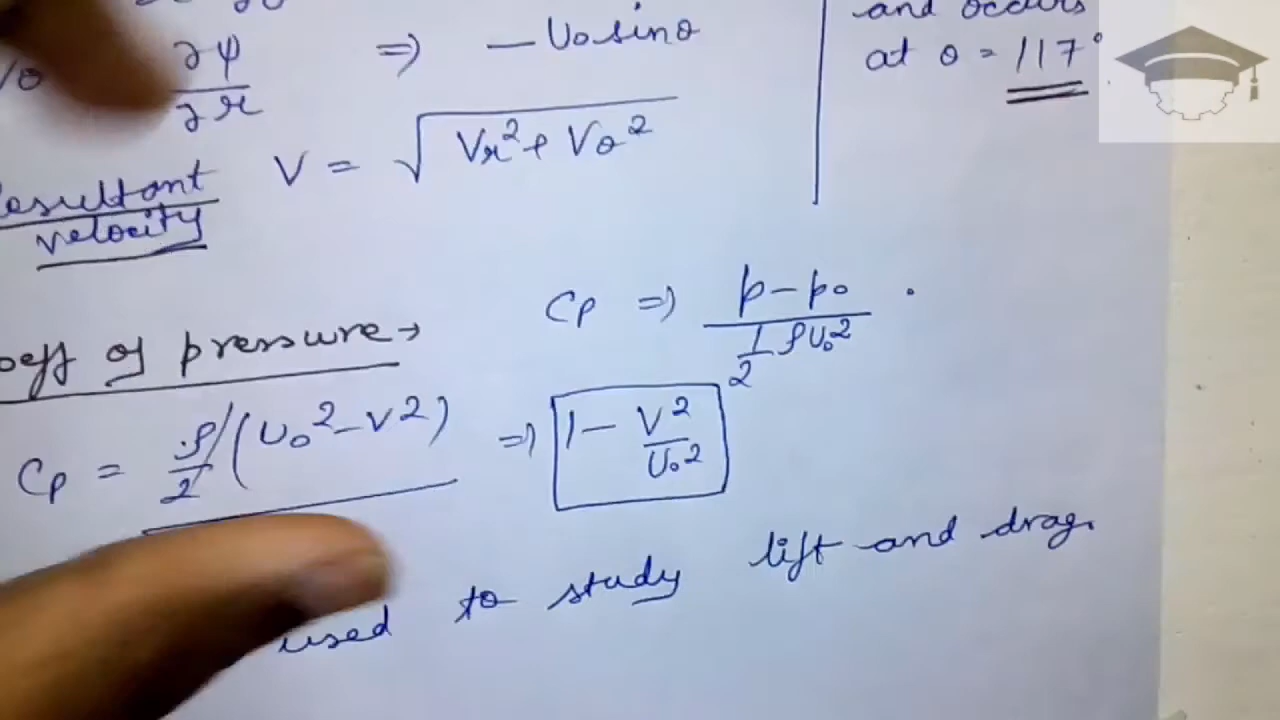 ∂ψ/∂r ⇒ − U₀ sinθ
Resultant velocity V = √(Vr² + Vθ²)
and occurs
at θ = 117°
Coeff of pressure → Cp ⇒ (p − p₀) / (½ ρU₀²) .
Cp = ρ/2 (U₀² − V²) ⇒ 1 − V²/U₀²
used to study lift and drag.